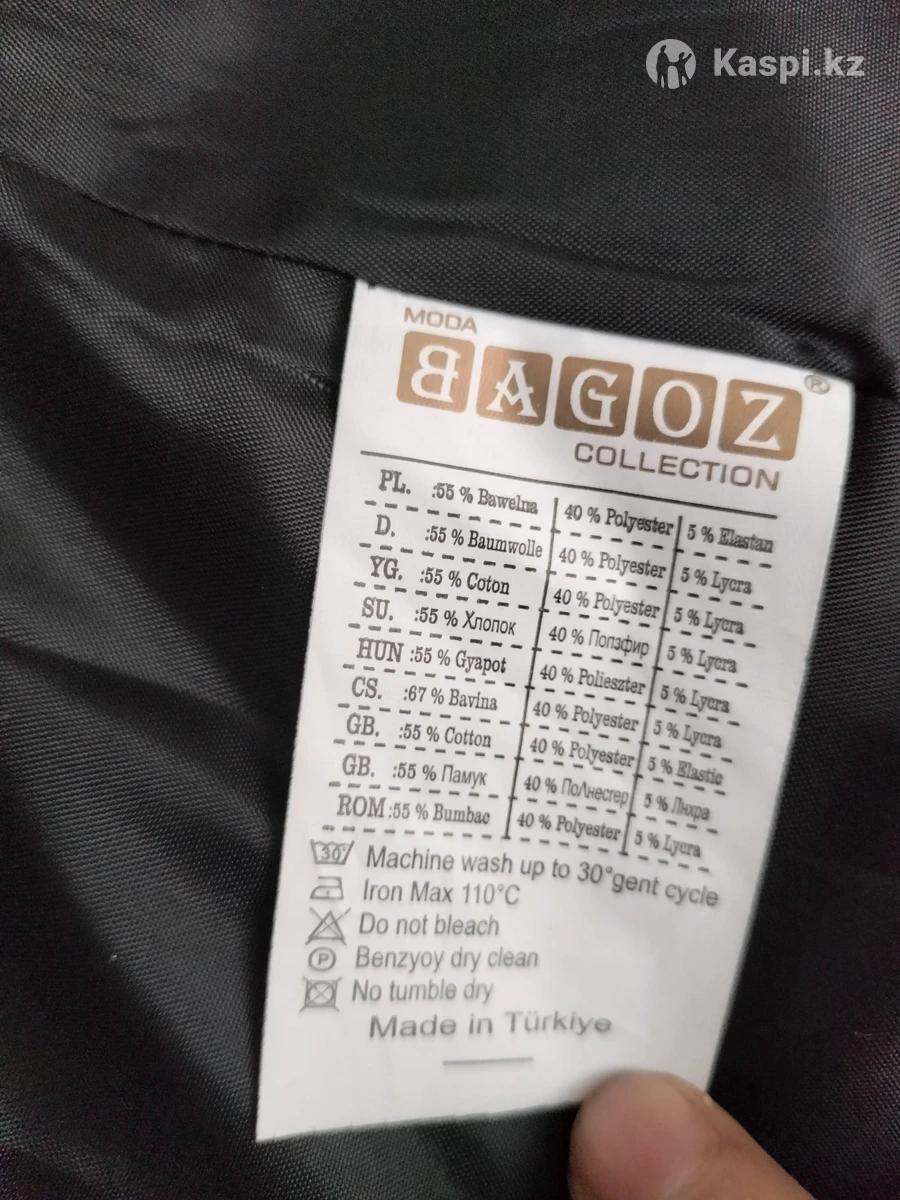 Kaspi.kz
MODA
BAGOZ ®
COLLECTION
PL. :55 % Bawelna 40 % Polyester 5 % Elastan
D. :55 % Baumwolle 40 % Polyester 5 % Lycra
YG. :55 % Coton 40 % Polyester 5 % Lycra
SU. :55 % Хлопок 40 % Попэфир 5 % Lycra
HUN :55 % Gyapot 40 % Polieszter 5 % Lycra
CS. :67 % Bavina 40 % Polyester 5 % Lycra
GB. :55 % Cotton 40 % Polyester 5 % Elastic
GB. :55 % Памук 40 % Полнестер 5 % Лнхра
ROM :55 % Bumbac 40 % Polyester 5 % Lycra
30° Machine wash up to 30°gent cycle
Iron Max 110°C
Do not bleach
P Benzyoy dry clean
No tumble dry
Made in Türkiye